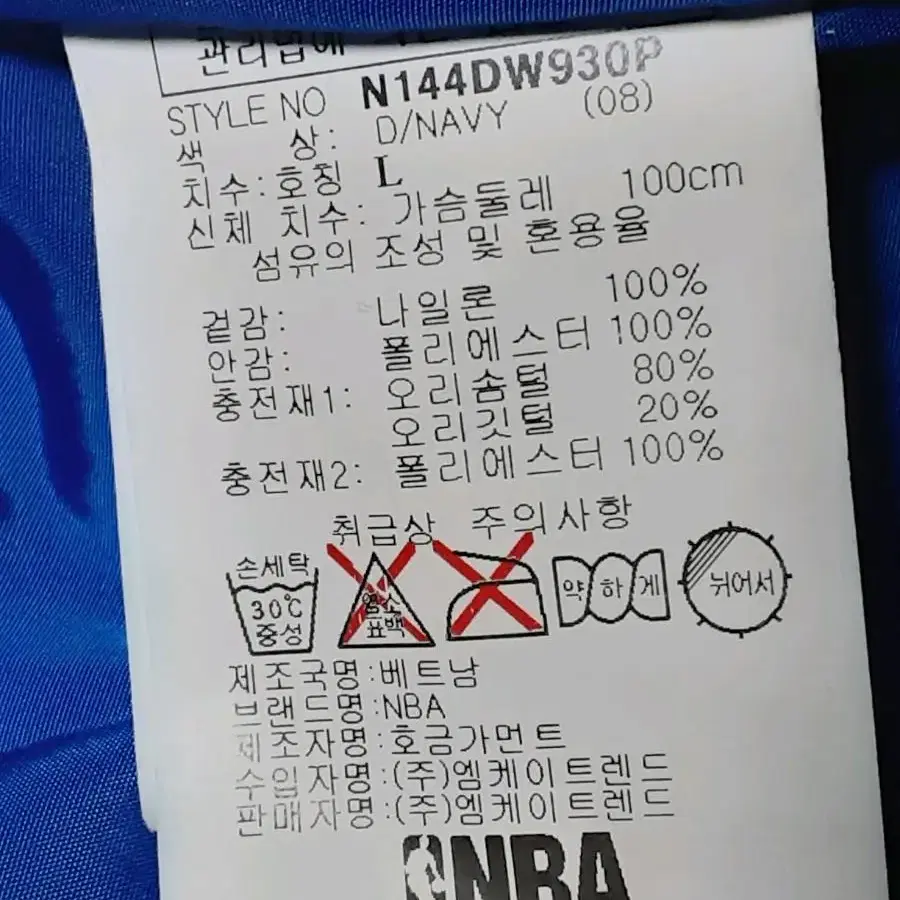 관리법에
STYLE NO N144DW930P
색 상: D/NAVY (08)
치수:호칭 L
신체 치수: 가슴둘레 100cm
섬유의 조성 및 혼용율
겉감: 나일론 100%
안감: 폴리에스터 100%
충전재1: 오리솜털 80%
오리깃털 20%
충전재2: 폴리에스터 100%
취급상 주의사항
손세탁
30℃
중성
염소
표백
약하게
뉘어서
제조국명:베트남
브랜드명:NBA
제조자명:호금가먼트
수입자명:(주)엠케이트렌드
판매자명:(주)엠케이트렌드
NBA